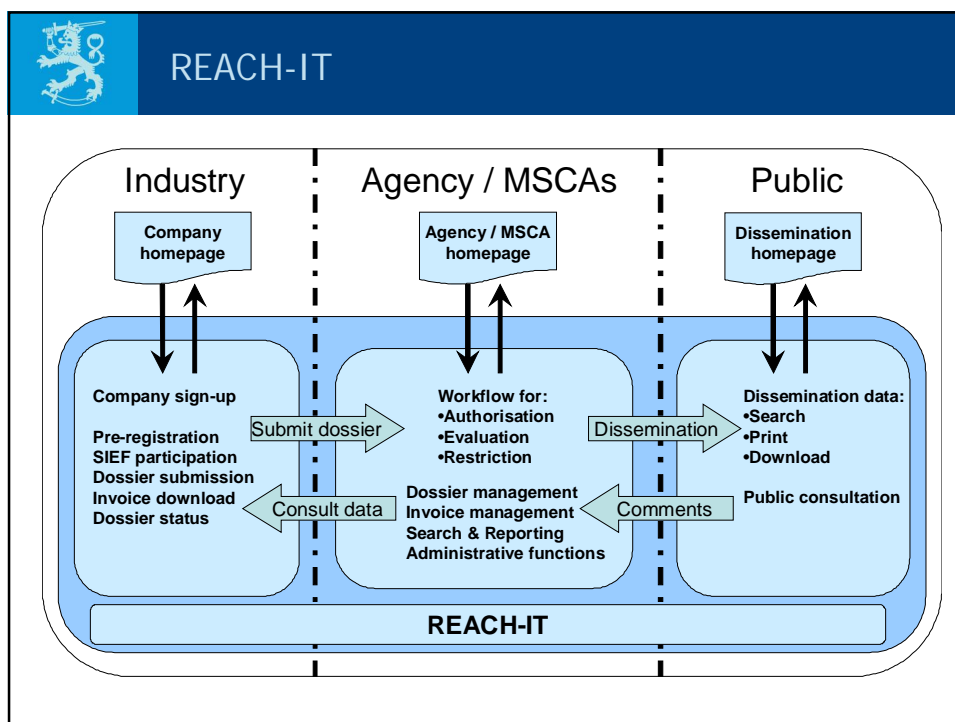 REACH-IT
Industry
Agency / MSCAs
Public
Company
homepage
Agency / MSCA
homepage
Dissemination
homepage
Company sign-up
Pre-registration
SIEF participation
Dossier submission
Invoice download
Dossier status
Submit dossier
Consult data
Workflow for:
•Authorisation
•Evaluation
•Restriction
Dossier management
Invoice management
Search & Reporting
Administrative functions
Dissemination
Comments
Dissemination data:
•Search
•Print
•Download
Public consultation
REACH-IT